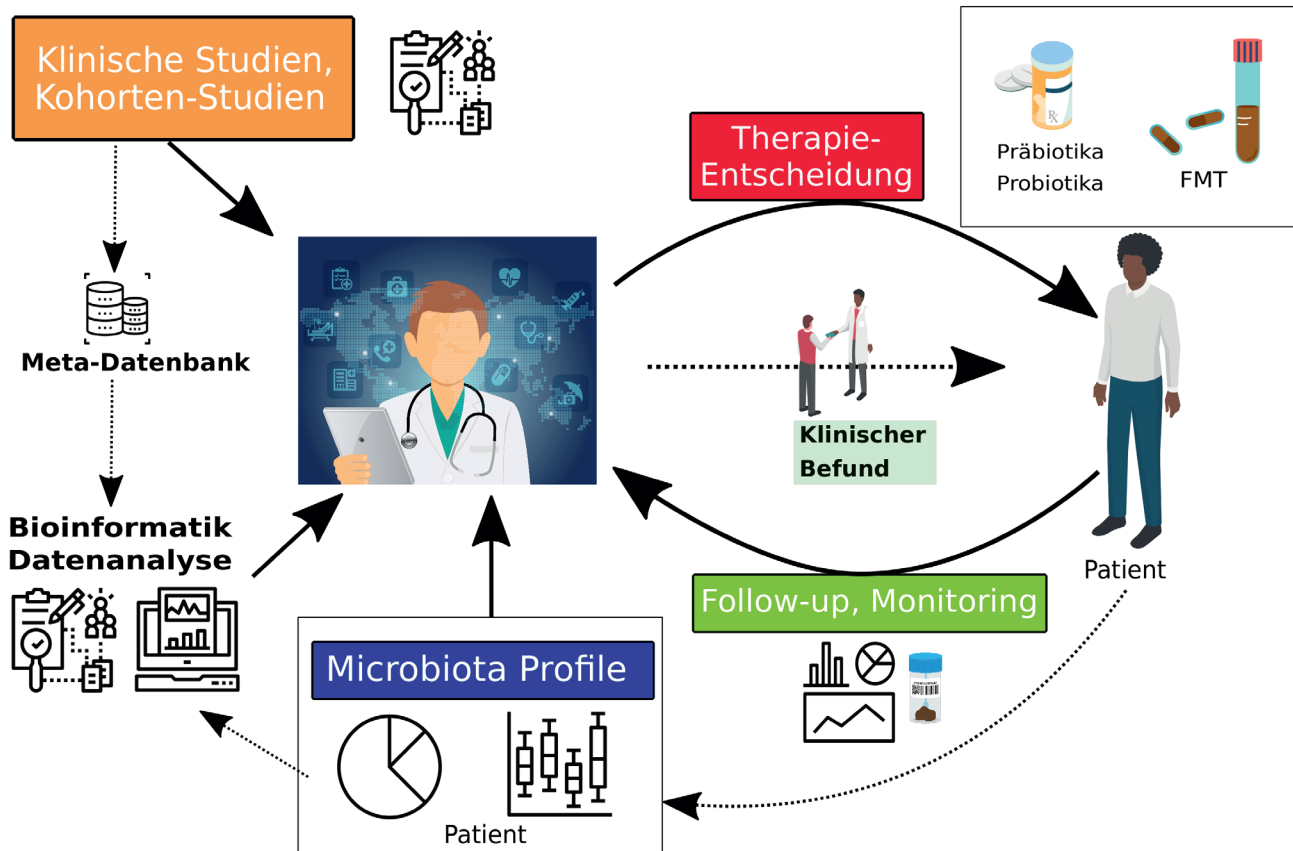 Klinische Studien,
Kohorten-Studien
Therapie-
Entscheidung
Präbiotika
Probiotika
FMT
Meta-Datenbank
Klinischer
Befund
Bioinformatik
Datenanalyse
Patient
Follow-up, Monitoring
Microbiota Profile
Patient